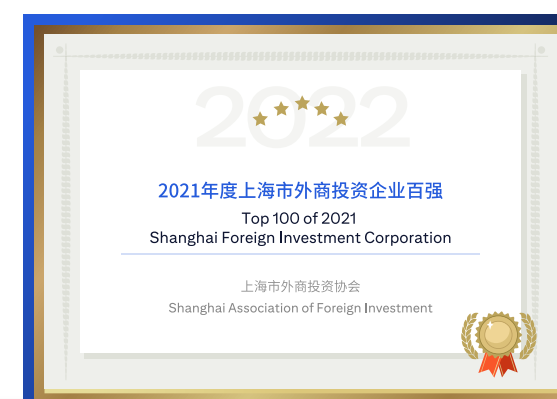 2022
2021年度上海市外商投资企业百强
Top 100 of 2021
Shanghai Foreign Investment Corporation
上海市外商投资协会
Shanghai Association of Foreign Investment